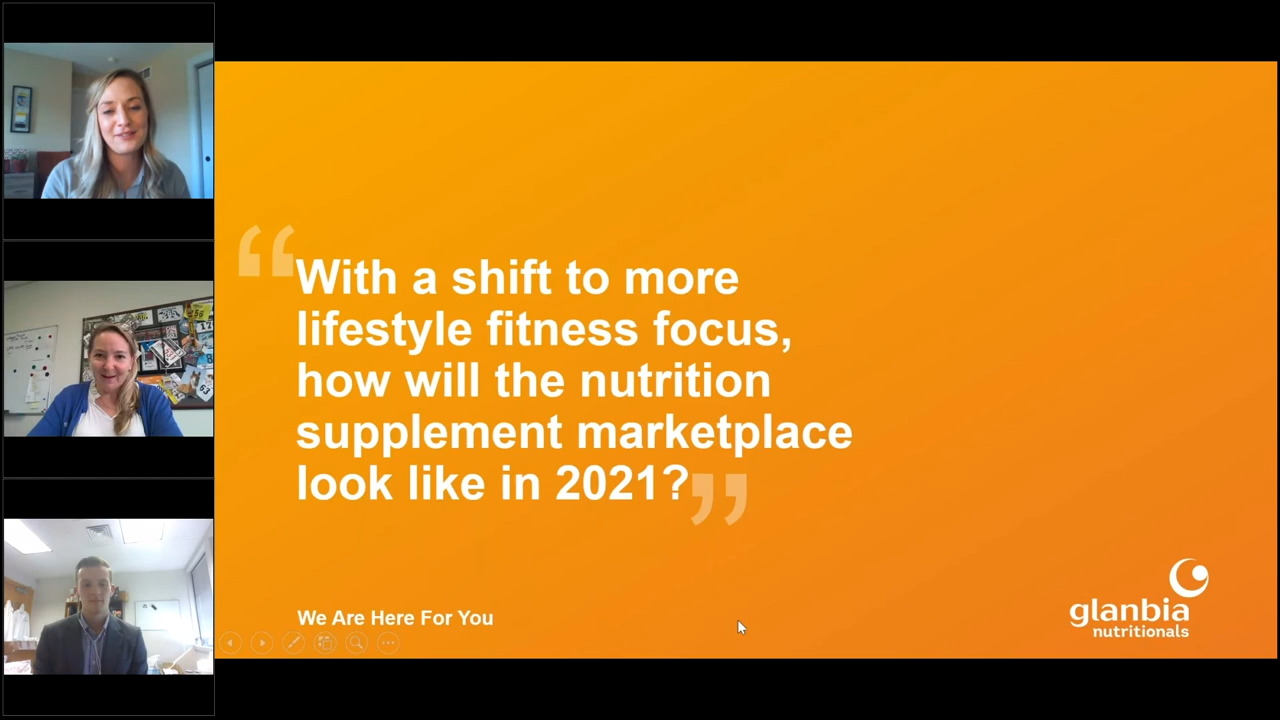 “With a shift to more
lifestyle fitness focus,
how will the nutrition
supplement marketplace
look like in 2021?”
We Are Here For You
glanbia
nutritionals